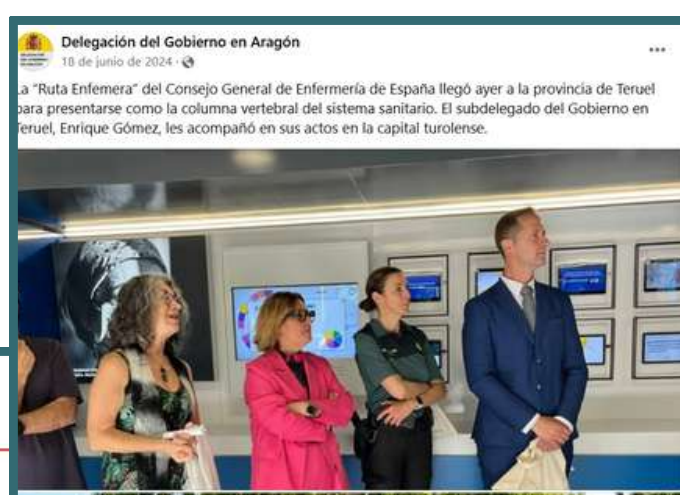 Delegación del Gobierno en Aragón
18 de junio de 2024 ·
La "Ruta Enfemera" del Consejo General de Enfermería de España llegó ayer a la provincia de Teruel
para presentarse como la columna vertebral del sistema sanitario. El subdelegado del Gobierno en
Teruel, Enrique Gómez, les acompañó en sus actos en la capital turolense.